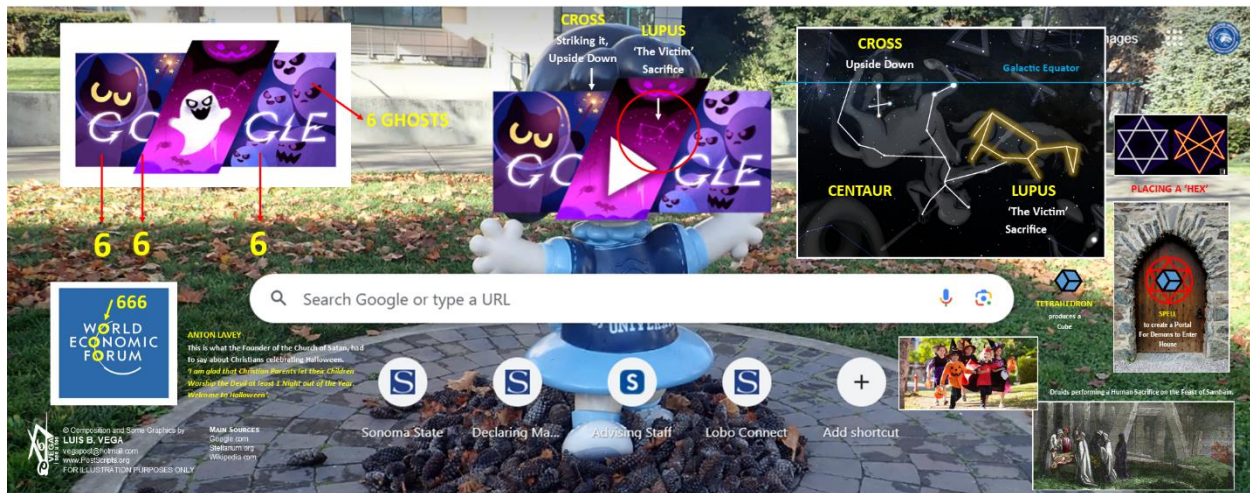 CROSS
Striking it,
Upside Down
LUPUS
'The Victim'
Sacrifice
GO GLE
6 GHOSTS
6 6 6
GO GLE
CROSS
Upside Down
Galactic Equator
CENTAUR
LUPUS
'The Victim'
Sacrifice
PLACING A 'HEX'
Search Google or type a URL
TETRAHEDRON
produces a
Cube
SPELL
to create a Portal
For Demons to Enter
House
666
WORLD
ECONOMIC
FORUM
ANTON LAVEY
This is what the Founder of the Church of Satan, had
to say about Christians celebrating Halloween.
'I am glad that Christian Parents let their Children
Worship the Devil at least 1 Night out of the Year.
Welcome to Halloween'.
UNIVER
S
S
S
S
+
Sonoma State
Declaring Ma...
Advising Staff
Lobo Connect
Add shortcut
Druids performing a Human Sacrifice on the Feast of Samhain.
VEGA
© Composition and Some Graphics by
LUIS B. VEGA
vegapost@hotmail.com
www.PostScripts.org
FOR ILLUSTRATION PURPOSES ONLY
MAIN SOURCES
Google.com
Stellarium.org
Wikipedia.com